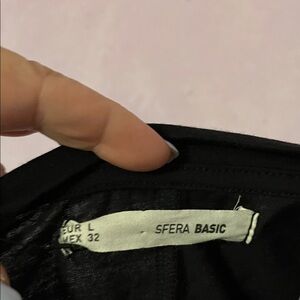 EUR L
MEX 32
SFERA BASIC